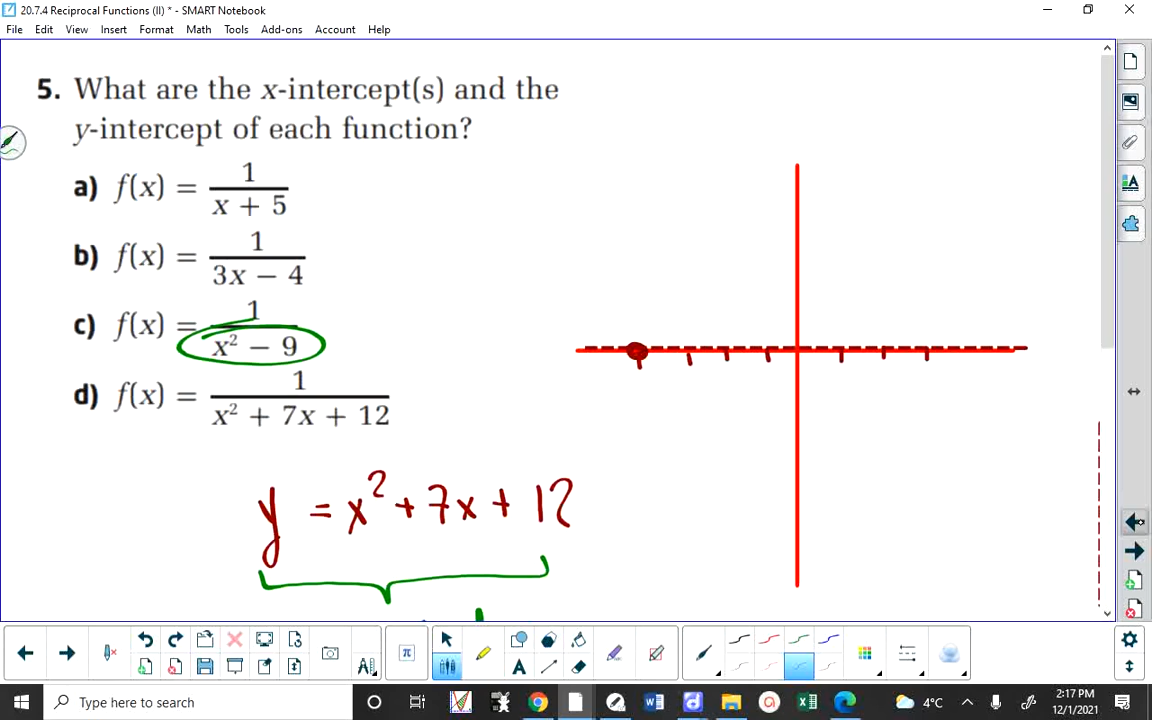 20.7.4 Reciprocal Functions (II) * - SMART Notebook
File Edit View Insert Format Math Tools Add-ons Account Help
5. What are the x-intercept(s) and the
y-intercept of each function?
a) f(x) = 1/(x + 5)
b) f(x) = 1/(3x − 4)
c) f(x) = 1/(x² − 9)
d) f(x) = 1/(x² + 7x + 12)
y = x² + 7x + 12
π A
Type here to search
4°C
2:17 PM
12/1/2021